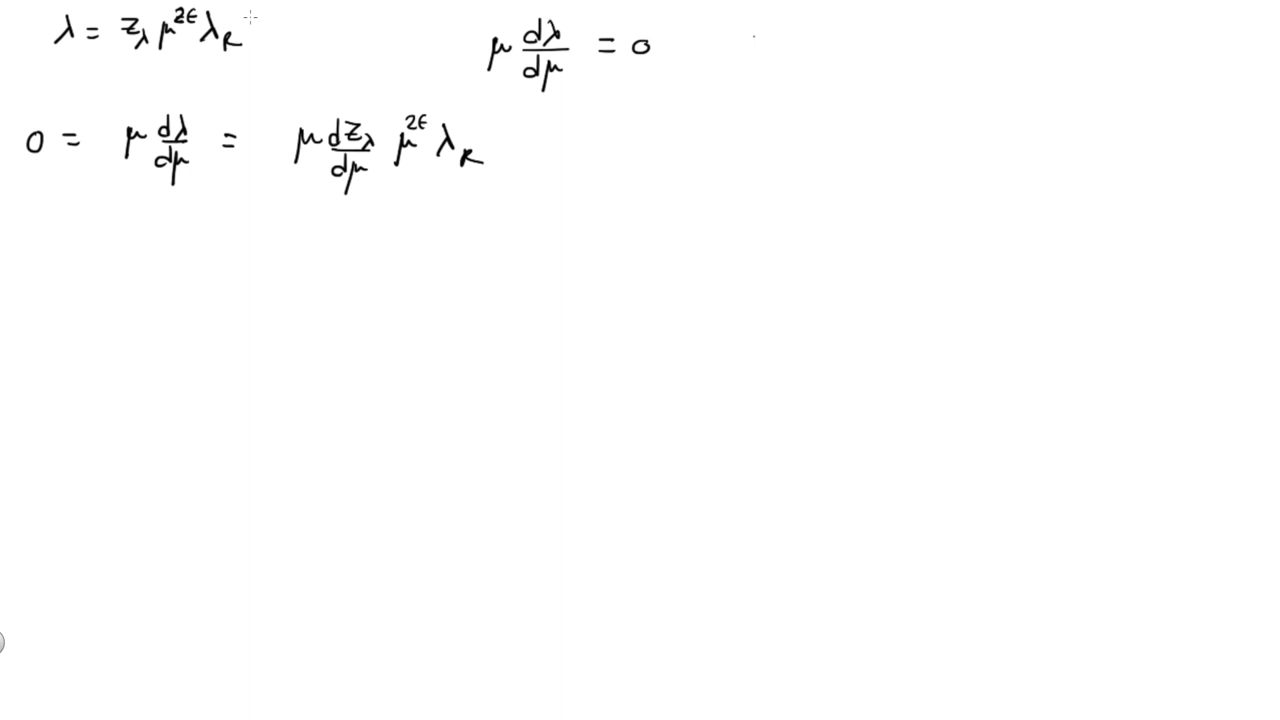 λ = Z_λ μ^{2ϵ} λ_R
μ dλ/dμ = 0
0 = μ dλ/dμ = μ dZ_λ/dμ μ^{2ϵ} λ_R